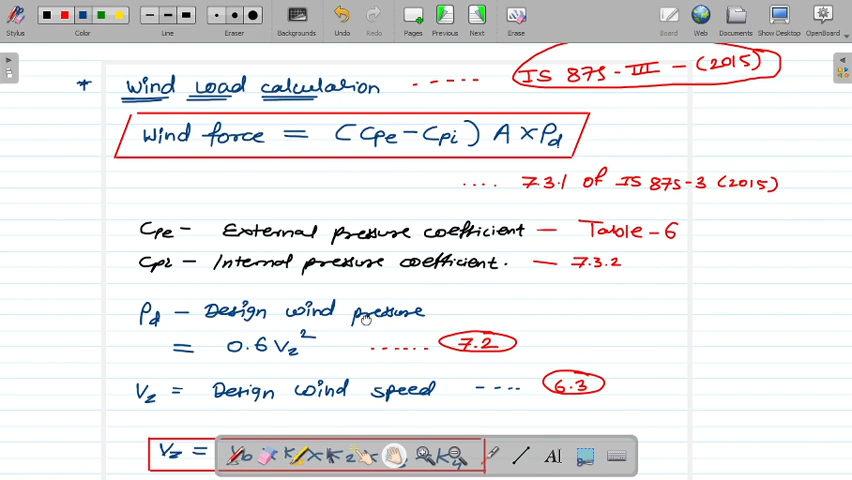 Stylus Color Line Eraser Backgrounds Undo Redo Pages Previous Next Erase Board Web Documents Show Desktop OpenBoard
* Wind Load calculation ..... IS 875-III-(2015)
Wind force = (Cpe-Cpi) A×Pd
.... 7.3.1 of IS 875-3 (2015)
Cpe - External pressure coefficient - Table-6
Cpi - Internal pressure coefficient. - 7.3.2
Pd - Design wind pressure
= 0.6 Vz² ...... 7.2
Vz = Design wind speed ---- 6.3
Vz =